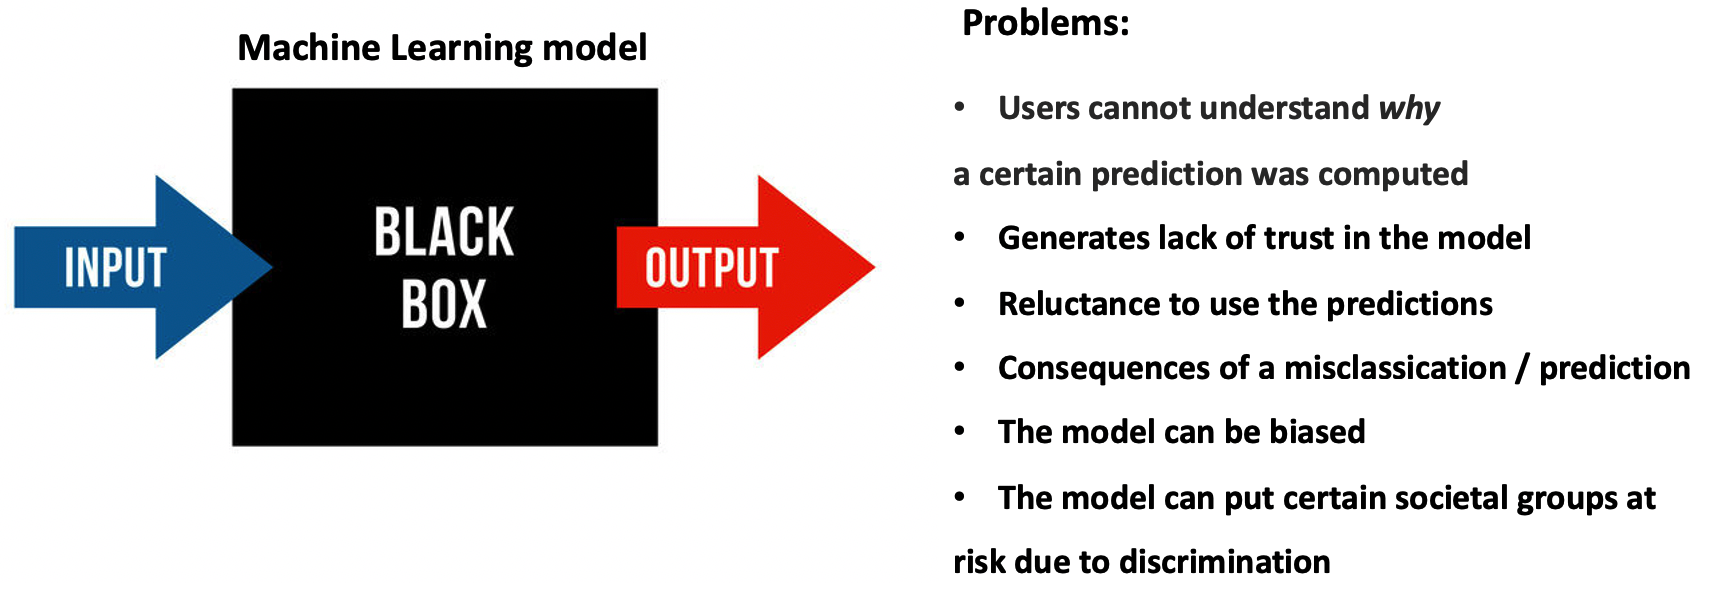 Machine Learning model
INPUT
BLACK
BOX
OUTPUT
Problems:
• Users cannot understand why
a certain prediction was computed
• Generates lack of trust in the model
• Reluctance to use the predictions
• Consequences of a misclassication / prediction
• The model can be biased
• The model can put certain societal groups at
risk due to discrimination